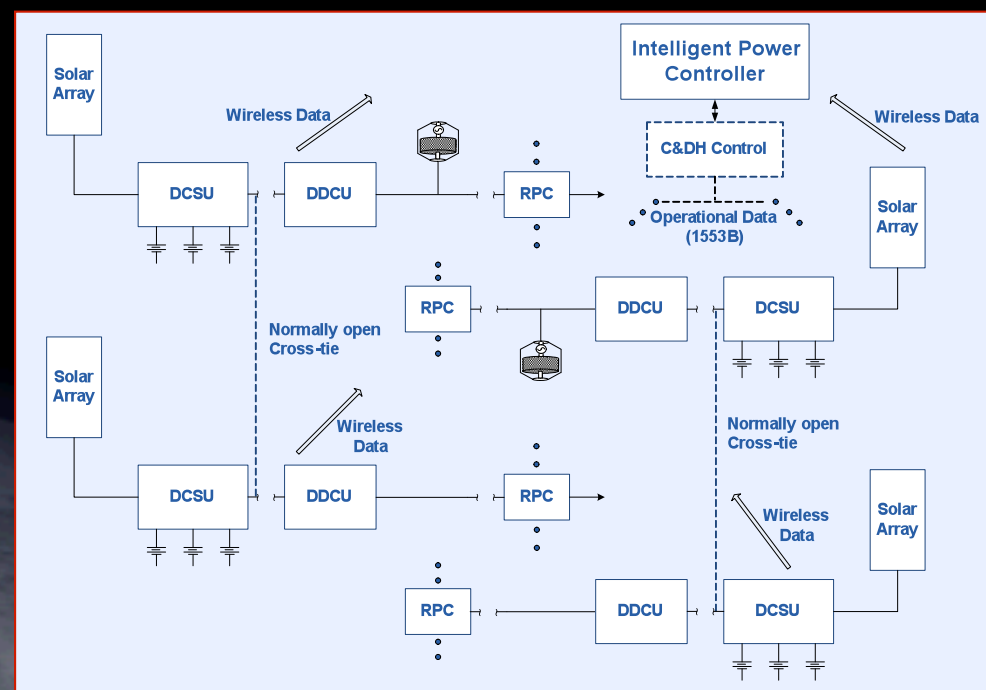 Solar
Array
Intelligent Power
Controller
Wireless Data
Wireless Data
C&DH Control
DCSU
DDCU
RPC
Operational Data
(1553B)
Solar
Array
RPC
DDCU
DCSU
Normally open
Cross-tie
Solar
Array
Wireless
Data
Normally open
Cross-tie
DCSU
DDCU
RPC
Wireless
Data
Solar
Array
RPC
DDCU
DCSU